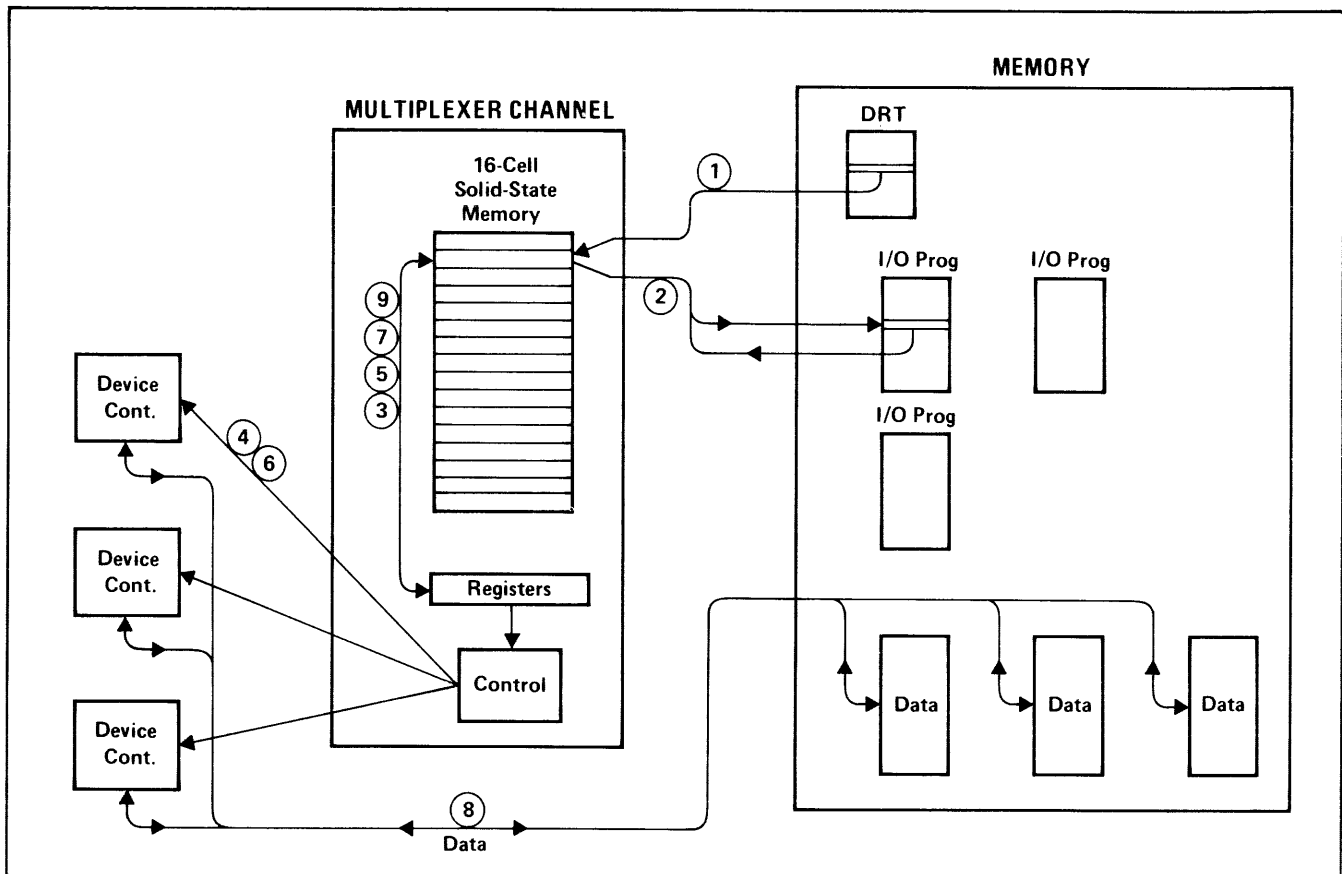 MEMORY
MULTIPLEXER CHANNEL
DRT
16-Cell
Solid-State
Memory
1
I/O Prog
I/O Prog
2
9
7
5
3
Device
Cont.
4
6
I/O Prog
Device
Cont.
Registers
Control
Data
Data
Data
Device
Cont.
8
Data